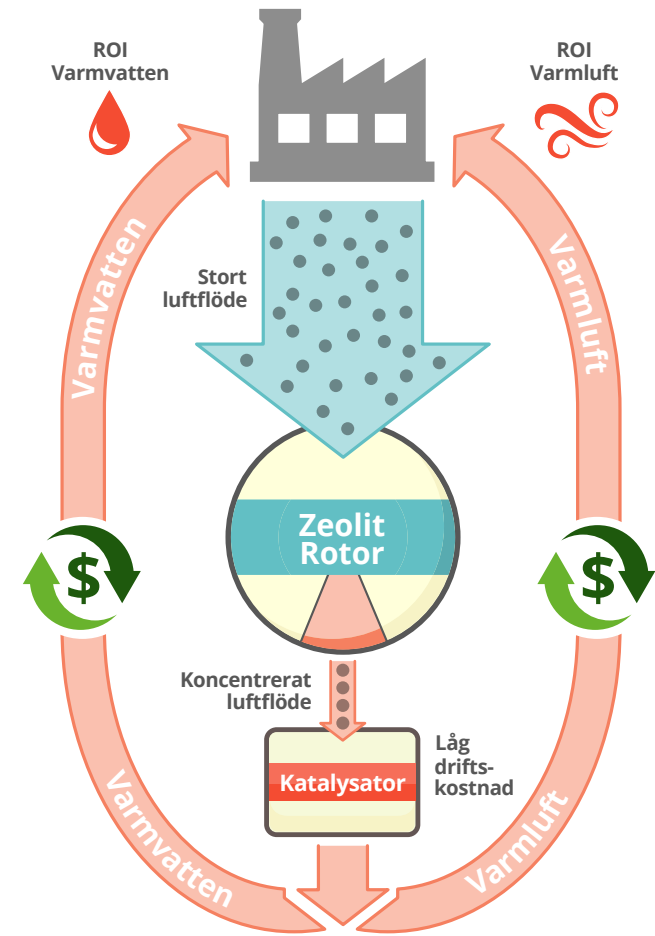 ROI
Varmvatten
ROI
Varmluft
Varmvatten
Varmluft
Stort
luftflöde
Zeolit
Rotor
$
$
Koncentrerat
luftflöde
Låg
drifts-
kostnad
Katalysator
Varmvatten
Varmluft